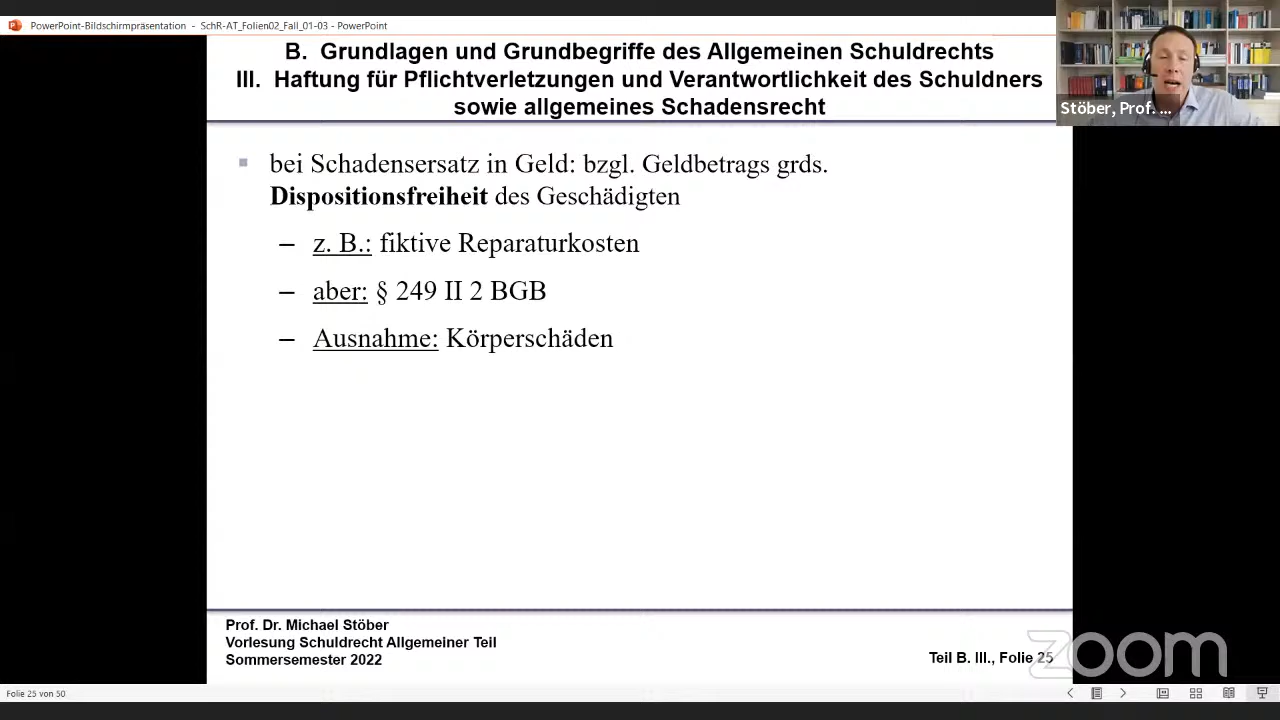 PowerPoint-Bildschirmpräsentation - SchR-AT_Folien02_Fall_01-03 - PowerPoint
B. Grundlagen und Grundbegriffe des Allgemeinen Schuldrechts
III. Haftung für Pflichtverletzungen und Verantwortlichkeit des Schuldners
sowie allgemeines Schadensrecht
Stöber, Prof. ...
bei Schadensersatz in Geld: bzgl. Geldbetrags grds.
Dispositionsfreiheit des Geschädigten
– z. B.: fiktive Reparaturkosten
– aber: § 249 II 2 BGB
– Ausnahme: Körperschäden
Prof. Dr. Michael Stöber
Vorlesung Schuldrecht Allgemeiner Teil
Sommersemester 2022
Teil B. III., Folie 25
zoom
Folie 25 von 50